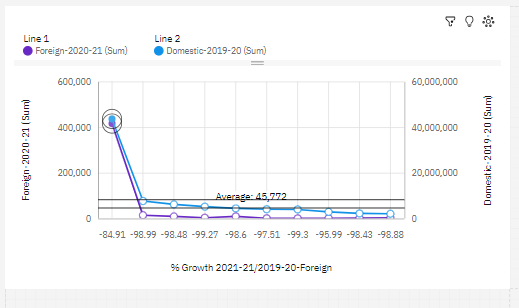 Line 1
Line 2
Foreign-2020-21 (Sum)
Domestic-2019-20 (Sum)
600,000
60,000,000
400,000
40,000,000
200,000
20,000,000
0
0
Foreign-2020-21 (Sum)
Domestic-2019-20 (Sum)
Average: 45,772
-84.91 -98.99 -98.48 -99.27 -98.6 -97.51 -99.3 -95.99 -98.43 -98.88
% Growth 2021-21/2019-20-Foreign